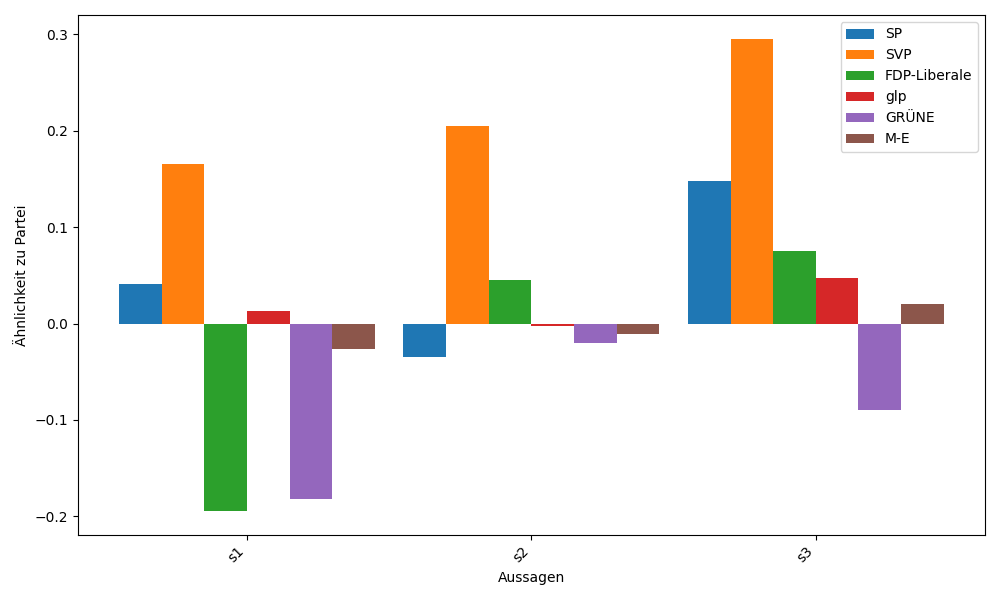 Ähnlichkeit zu Partei
0.3
0.2
0.1
0.0
−0.1
−0.2
SP
SVP
FDP-Liberale
glp
GRÜNE
M-E
s1
s2
s3
Aussagen